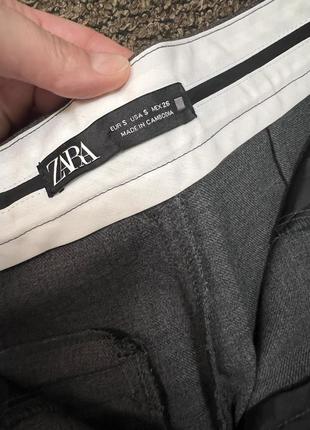 ZARA
EUR S USA S MEX 26
MADE IN CAMBODIA